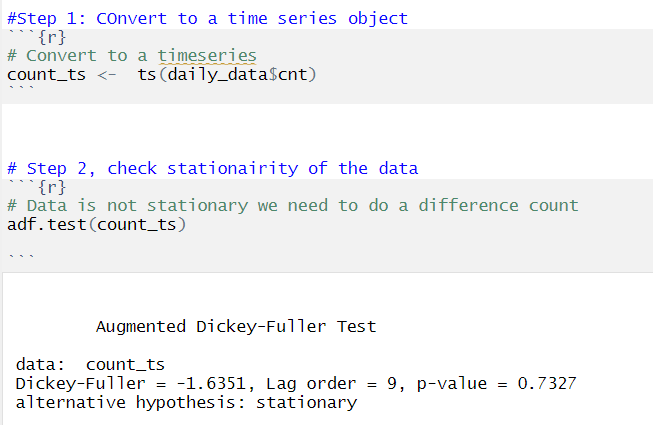 #Step 1: COnvert to a time series object
```{r}
# Convert to a timeseries
count_ts <-  ts(daily_data$cnt)
```
# Step 2, check stationairity of the data
```{r}
# Data is not stationary we need to do a difference count
adf.test(count_ts)
```
Augmented Dickey-Fuller Test
data:  count_ts
Dickey-Fuller = -1.6351, Lag order = 9, p-value = 0.7327
alternative hypothesis: stationary